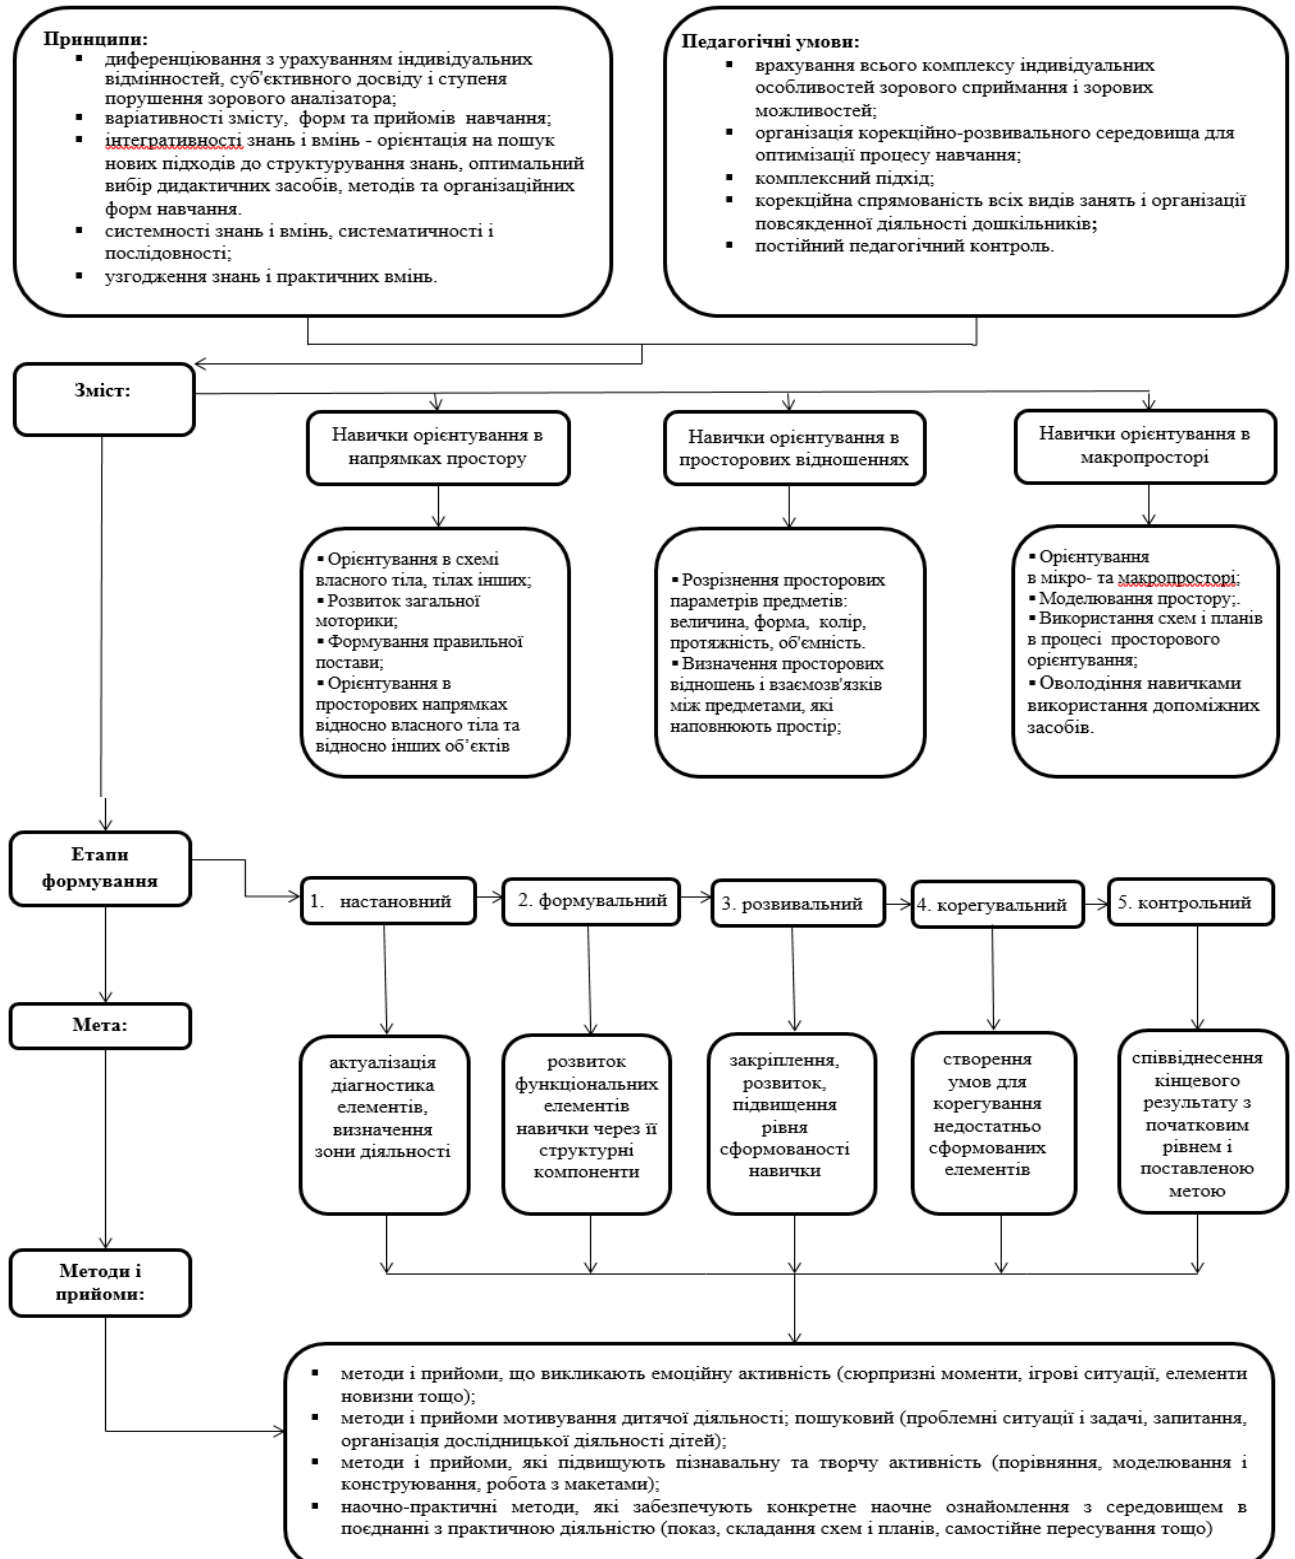 Принципи:
▪ диференціювання з урахуванням індивідуальних
відмінностей, суб'єктивного досвіду і ступеня
порушення зорового аналізатора;
▪ варіативності змісту, форм та прийомів навчання;
▪ інтегративності знань і вмінь - орієнтація на пошук
нових підходів до структурування знань, оптимальний
вибір дидактичних засобів, методів та організаційних
форм навчання.
▪ системності знань і вмінь, систематичності і
послідовності;
▪ узгодження знань і практичних вмінь.
Педагогічні умови:
▪ врахування всього комплексу індивідуальних
особливостей зорового сприймання і зорових
можливостей;
▪ організація корекційно-розвивального середовища для
оптимізації процесу навчання;
▪ комплексний підхід;
▪ корекційна спрямованість всіх видів занять і організації
повсякденної діяльності дошкільників;
▪ постійний педагогічний контроль.
Зміст:
Навички орієнтування в
напрямках простору
Навички орієнтування в
просторових відношеннях
Навички орієнтування в
макропросторі
▪ Орієнтування в схемі
власного тіла, тілах інших;
▪ Розвиток загальної
моторики;
▪ Формування правильної
постави;
▪ Орієнтування в
просторових напрямках
відносно власного тіла та
відносно інших об’єктів
▪ Розрізнення просторових
параметрів предметів:
величина, форма, колір,
протяжність, об'ємність.
▪ Визначення просторових
відношень і взаємозв'язків
між предметами, які
наповнюють простір;
▪ Орієнтування
в мікро- та макропросторі;
▪ Моделювання простору;.
▪ Використання схем і планів
в процесі просторового
орієнтування;
▪ Оволодіння навичками
використання допоміжних
засобів.
Етапи
формування
1. настановний
2. формувальний
3. розвивальний
4. корегувальний
5. контрольний
Мета:
актуалізація
діагностика
елементів,
визначення
зони діяльності
розвиток
функціональних
елементів
навички через її
структурні
компоненти
закріплення,
розвиток,
підвищення
рівня
сформованості
навички
створення
умов для
корегування
недостатньо
сформованих
елементів
співвіднесення
кінцевого
результату з
початковим
рівнем і
поставленою
метою
Методи і
прийоми:
▪ методи і прийоми, що викликають емоційну активність (сюрпризні моменти, ігрові ситуації, елементи
новизни тощо);
▪ методи і прийоми мотивування дитячої діяльності; пошуковий (проблемні ситуації і задачі, запитання,
організація дослідницької діяльності дітей);
▪ методи і прийоми, які підвищують пізнавальну та творчу активність (порівняння, моделювання і
конструювання, робота з макетами);
▪ наочно-практичні методи, які забезпечують конкретне наочне ознайомлення з середовищем в
поєднанні з практичною діяльністю (показ, складання схем і планів, самостійне пересування тощо)